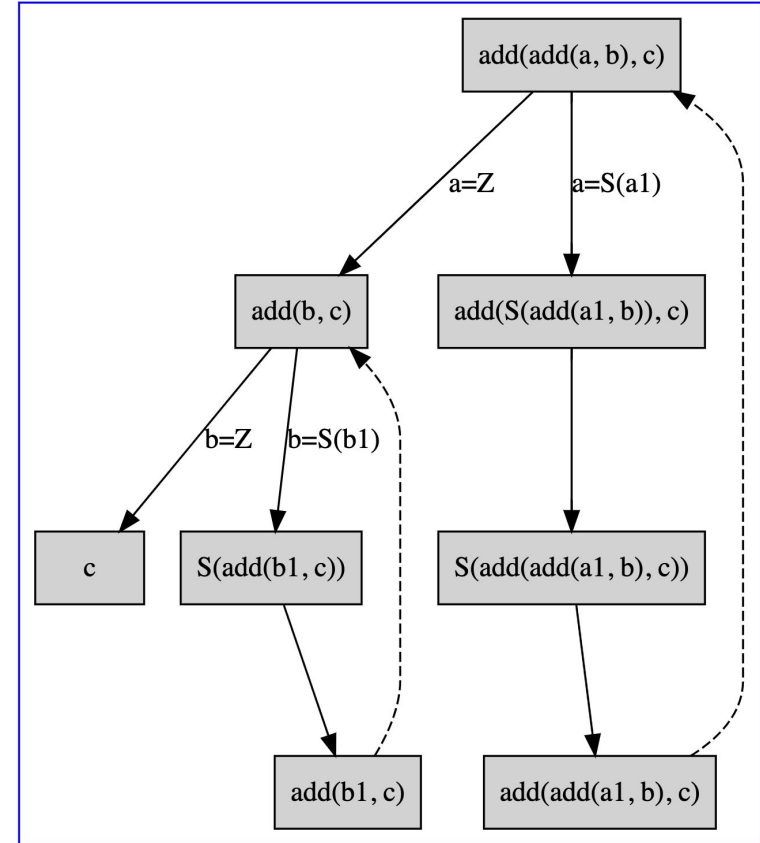 add(add(a, b), c)
a=Z
a=S(a1)
add(b, c)
add(S(add(a1, b)), c)
b=Z
b=S(b1)
c
S(add(b1, c))
S(add(add(a1, b), c))
add(b1, c)
add(add(a1, b), c)